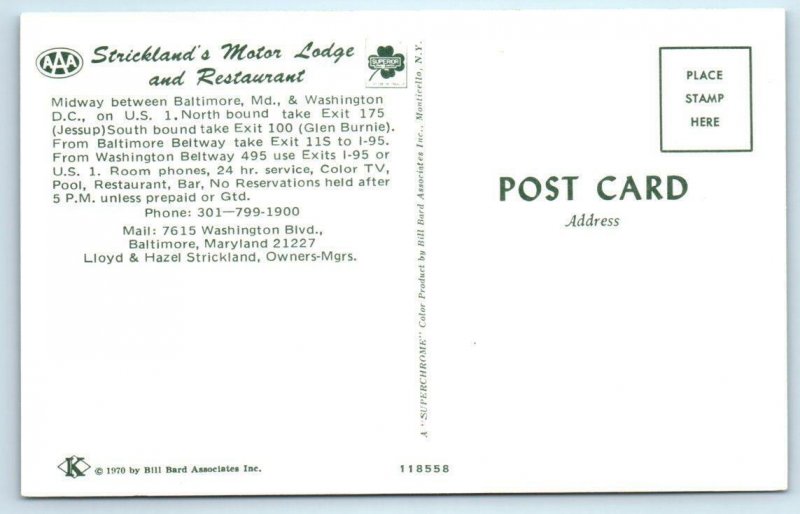 AAA
Strickland's Motor Lodge
and Restaurant
SUPERIOR
Midway between Baltimore, Md., & Washington
D.C., on U.S. 1. North bound take Exit 175
(Jessup)South bound take Exit 100 (Glen Burnie).
From Baltimore Beltway take Exit 11S to I-95.
From Washington Beltway 495 use Exits I-95 or
U.S. 1. Room phones, 24 hr. service, Color TV,
Pool, Restaurant, Bar, No Reservations held after
5 P.M. unless prepaid or Gtd.
Phone: 301—799-1900
Mail: 7615 Washington Blvd.,
Baltimore, Maryland 21227
Lloyd & Hazel Strickland, Owners-Mgrs.
K © 1970 by Bill Bard Associates Inc.
118558
A "SUPERCHROME" Color Product by Bill Bard Associates Inc., Monticello, N.Y.
PLACE
STAMP
HERE
POST CARD
Address